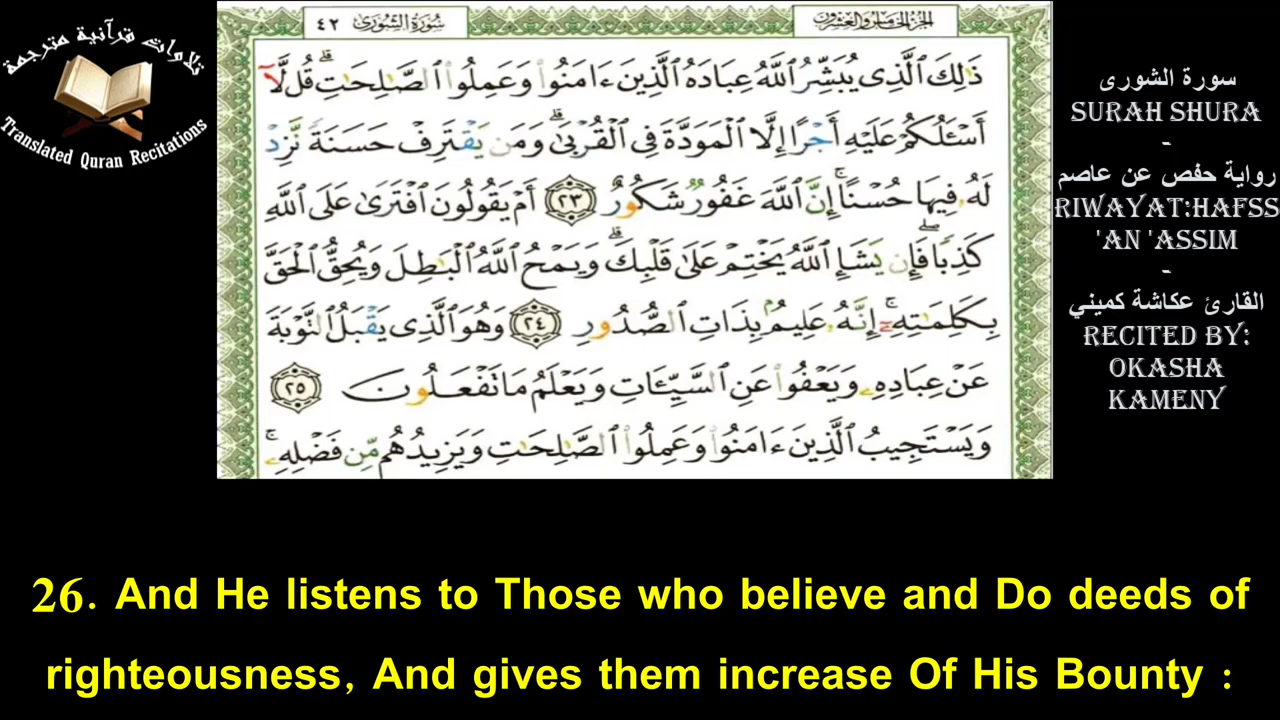 تلاوات قرآنية مترجمة
Translated Quran Recitations
سورة الشورى ٤٢
الجزء الخامس والعشرون
ذَٰلِكَ ٱلَّذِى يُبَشِّرُ ٱللَّهُ عِبَادَهُ ٱلَّذِينَ ءَامَنُوا۟ وَعَمِلُوا۟ ٱلصَّـٰلِحَـٰتِ ۗ قُل لَّآ
أَسْـَٔلُكُمْ عَلَيْهِ أَجْرًا إِلَّا ٱلْمَوَدَّةَ فِى ٱلْقُرْبَىٰ ۗ وَمَن يَقْتَرِفْ حَسَنَةً نَّزِدْ
لَهُۥ فِيهَا حُسْنًا ۚ إِنَّ ٱللَّهَ غَفُورٌ شَكُورٌ ٢٣ أَمْ يَقُولُونَ ٱفْتَرَىٰ عَلَى ٱللَّهِ
كَذِبًا ۖ فَإِن يَشَإِ ٱللَّهُ يَخْتِمْ عَلَىٰ قَلْبِكَ ۗ وَيَمْحُ ٱللَّهُ ٱلْبَـٰطِلَ وَيُحِقُّ ٱلْحَقَّ
بِكَلِمَـٰتِهِۦٓ ۚ إِنَّهُۥ عَلِيمٌۢ بِذَاتِ ٱلصُّدُورِ ٢٤ وَهُوَ ٱلَّذِى يَقْبَلُ ٱلتَّوْبَةَ
عَنْ عِبَادِهِۦ وَيَعْفُوا۟ عَنِ ٱلسَّيِّـَٔاتِ وَيَعْلَمُ مَا تَفْعَلُونَ ٢٥
وَيَسْتَجِيبُ ٱلَّذِينَ ءَامَنُوا۟ وَعَمِلُوا۟ ٱلصَّـٰلِحَـٰتِ وَيَزِيدُهُم مِّن فَضْلِهِۦ ۚ
سورة الشورى
SURAH SHURA
-
رواية حفص عن عاصم
RIWAYAT:HAFSS
'AN 'ASSIM
-
القارئ عكاشة كميني
RECITED BY:
OKASHA
KAMENY
26. And He listens to Those who believe and Do deeds of
righteousness, And gives them increase Of His Bounty :